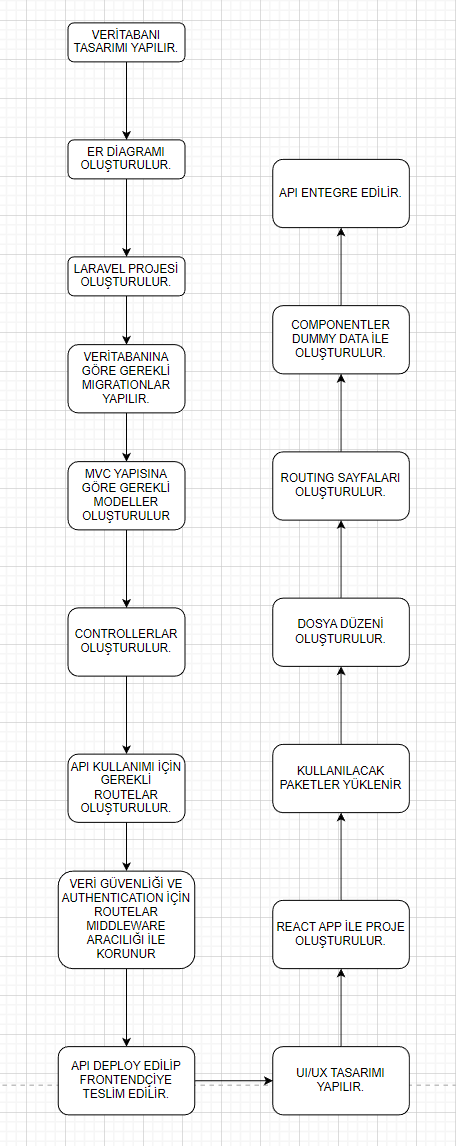 VERİTABANI
TASARIMI YAPILIR.
ER DİAGRAMI
OLUŞTURULUR.
LARAVEL PROJESİ
OLUŞTURULUR.
VERİTABANINA
GÖRE GEREKLİ
MIGRATIONLAR
YAPILIR.
MVC YAPISINA
GÖRE GEREKLİ
MODELLER
OLUŞTURULUR
CONTROLLERLAR
OLUŞTURULUR.
API KULLANIMI İÇİN
GEREKLİ
ROUTELAR
OLUŞTURULUR.
VERİ GÜVENLİĞİ VE
AUTHENTICATION İÇİN
ROUTELAR
MIDDLEWARE
ARACILIĞI İLE
KORUNUR
API DEPLOY EDİLİP
FRONTENDÇİYE
TESLİM EDİLİR.
UI/UX TASARIMI
YAPILIR.
REACT APP İLE PROJE
OLUŞTURULUR.
KULLANILACAK
PAKETLER YÜKLENİR
DOSYA DÜZENİ
OLUŞTURULUR.
ROUTING SAYFALARI
OLUŞTURULUR.
COMPONENTLER
DUMMY DATA İLE
OLUŞTURULUR.
API ENTEGRE EDİLİR.